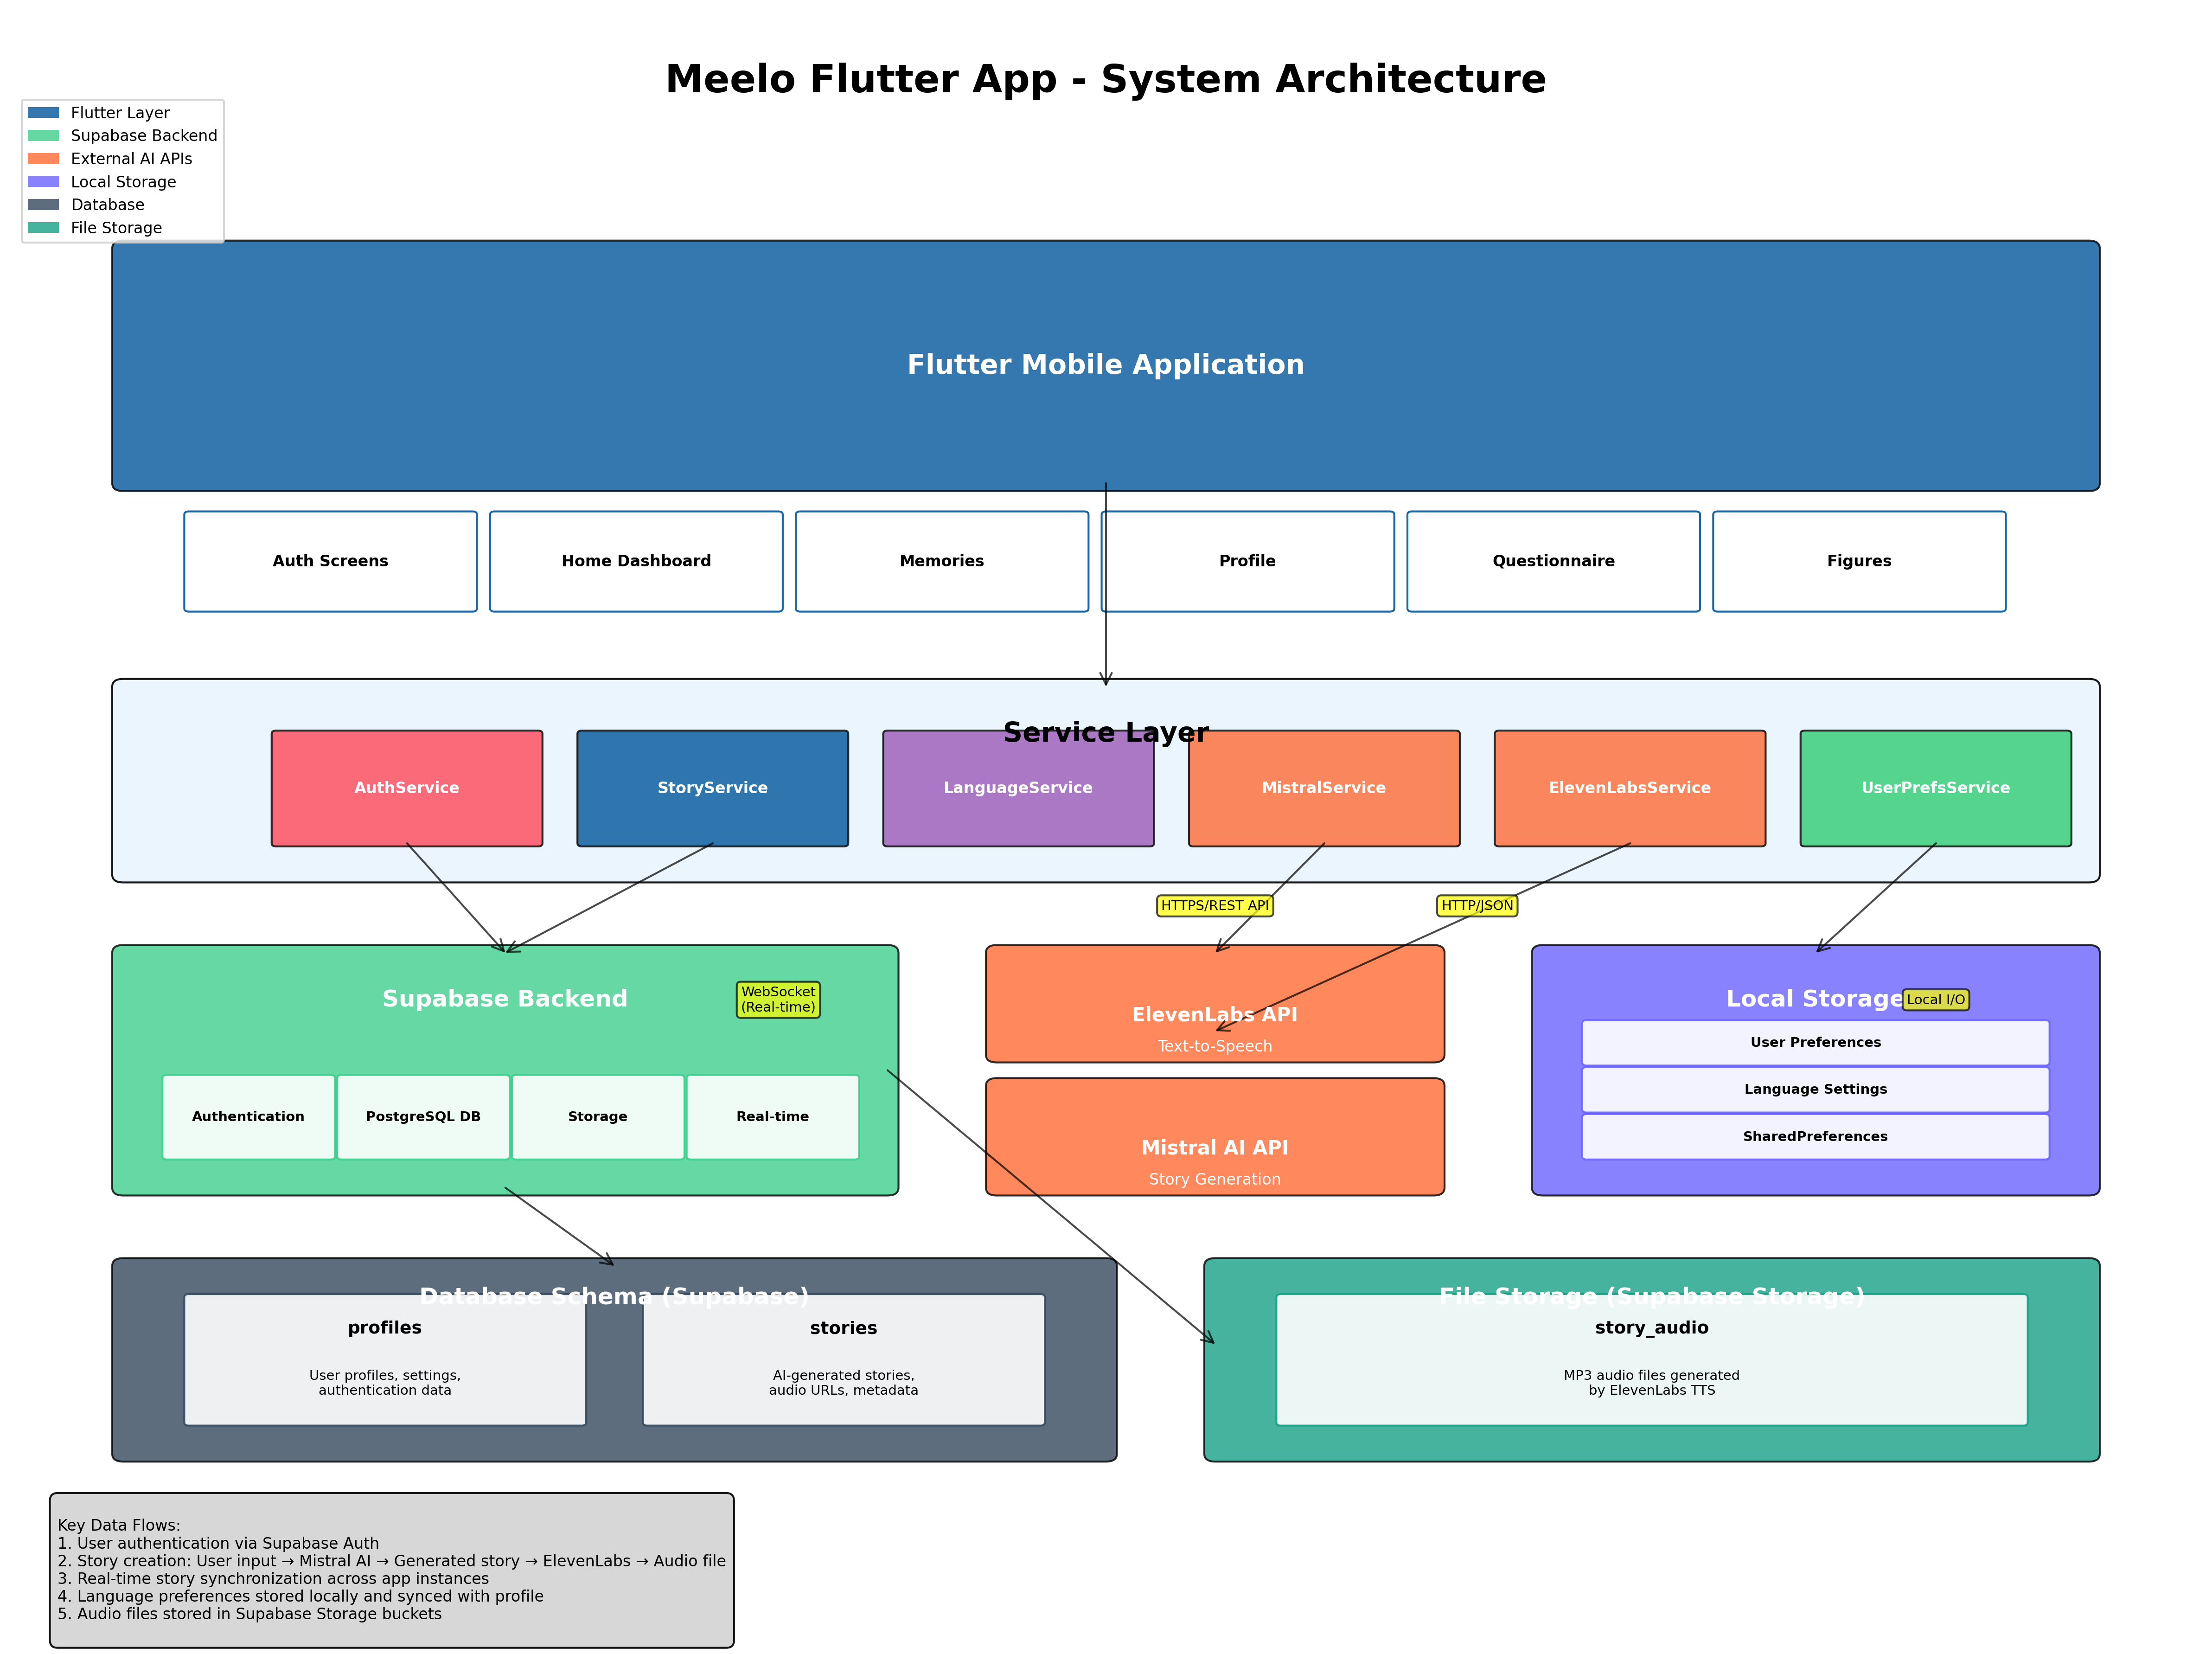 Meelo Flutter App - System Architecture
Flutter Layer
Supabase Backend
External AI APIs
Local Storage
Database
File Storage
Flutter Mobile Application
Auth Screens
Home Dashboard
Memories
Profile
Questionnaire
Figures
Service Layer
AuthService
StoryService
LanguageService
MistralService
ElevenLabsService
UserPrefsService
HTTPS/REST API
HTTP/JSON
Supabase Backend
WebSocket
(Real-time)
Authentication
PostgreSQL DB
Storage
Real-time
ElevenLabs API
Text-to-Speech
Mistral AI API
Story Generation
Local Storage
Local I/O
User Preferences
Language Settings
SharedPreferences
Database Schema (Supabase)
profiles
User profiles, settings,
authentication data
stories
AI-generated stories,
audio URLs, metadata
File Storage (Supabase Storage)
story_audio
MP3 audio files generated
by ElevenLabs TTS
Key Data Flows:
1. User authentication via Supabase Auth
2. Story creation: User input → Mistral AI → Generated story → ElevenLabs → Audio file
3. Real-time story synchronization across app instances
4. Language preferences stored locally and synced with profile
5. Audio files stored in Supabase Storage buckets